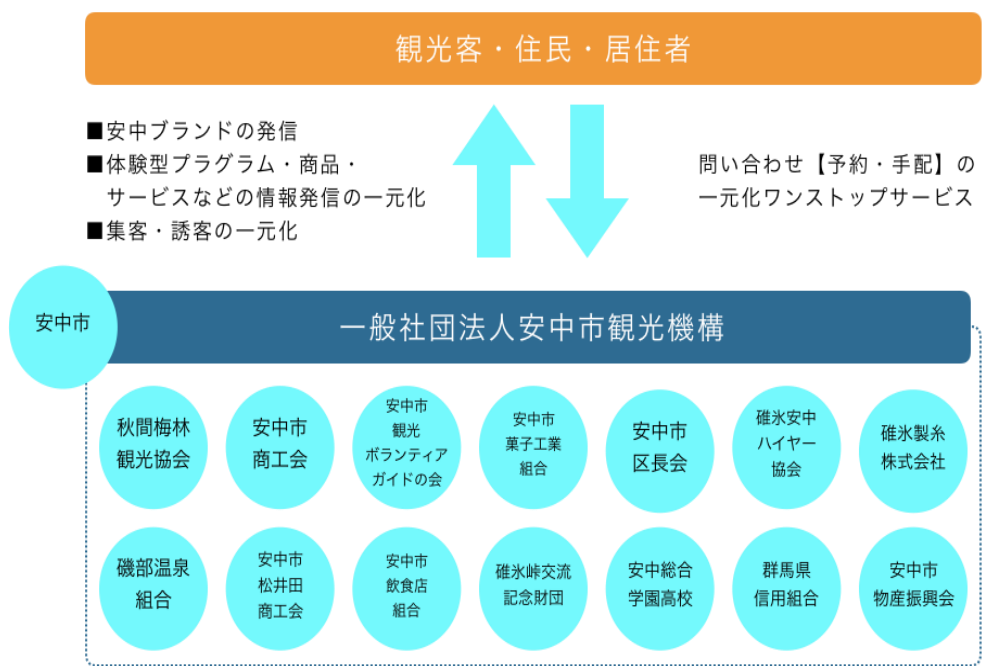 観光客・住民・居住者
■安中ブランドの発信
■体験型プラグラム・商品・
サービスなどの情報発信の一元化
■集客・誘客の一元化
問い合わせ【予約・手配】の
一元化ワンストップサービス
安中市
一般社団法人安中市観光機構
秋間梅林
観光協会
安中市
商工会
安中市
観光
ボランティア
ガイドの会
安中市
菓子工業
組合
安中市
区長会
碓氷安中
ハイヤー
協会
碓氷製糸
株式会社
磯部温泉
組合
安中市
松井田
商工会
安中市
飲食店
組合
碓氷峠交流
記念財団
安中総合
学園高校
群馬県
信用組合
安中市
物産振興会